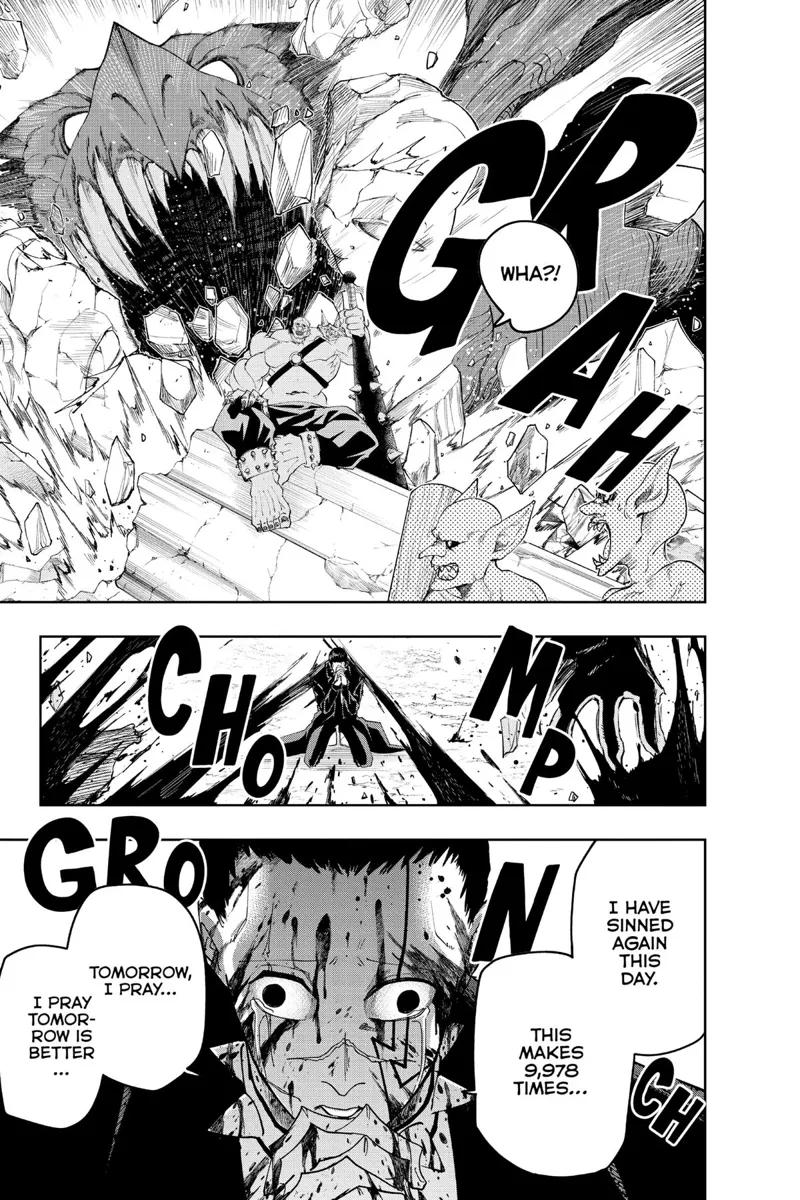 GRAH
WHA?!
CHOMP
I HAVE
SINNED
AGAIN
THIS
DAY.
THIS
MAKES
9,978
TIMES...
CRONCH
TOMORROW,
I PRAY...
I PRAY
TOMOR-
ROW IS
BETTER
...